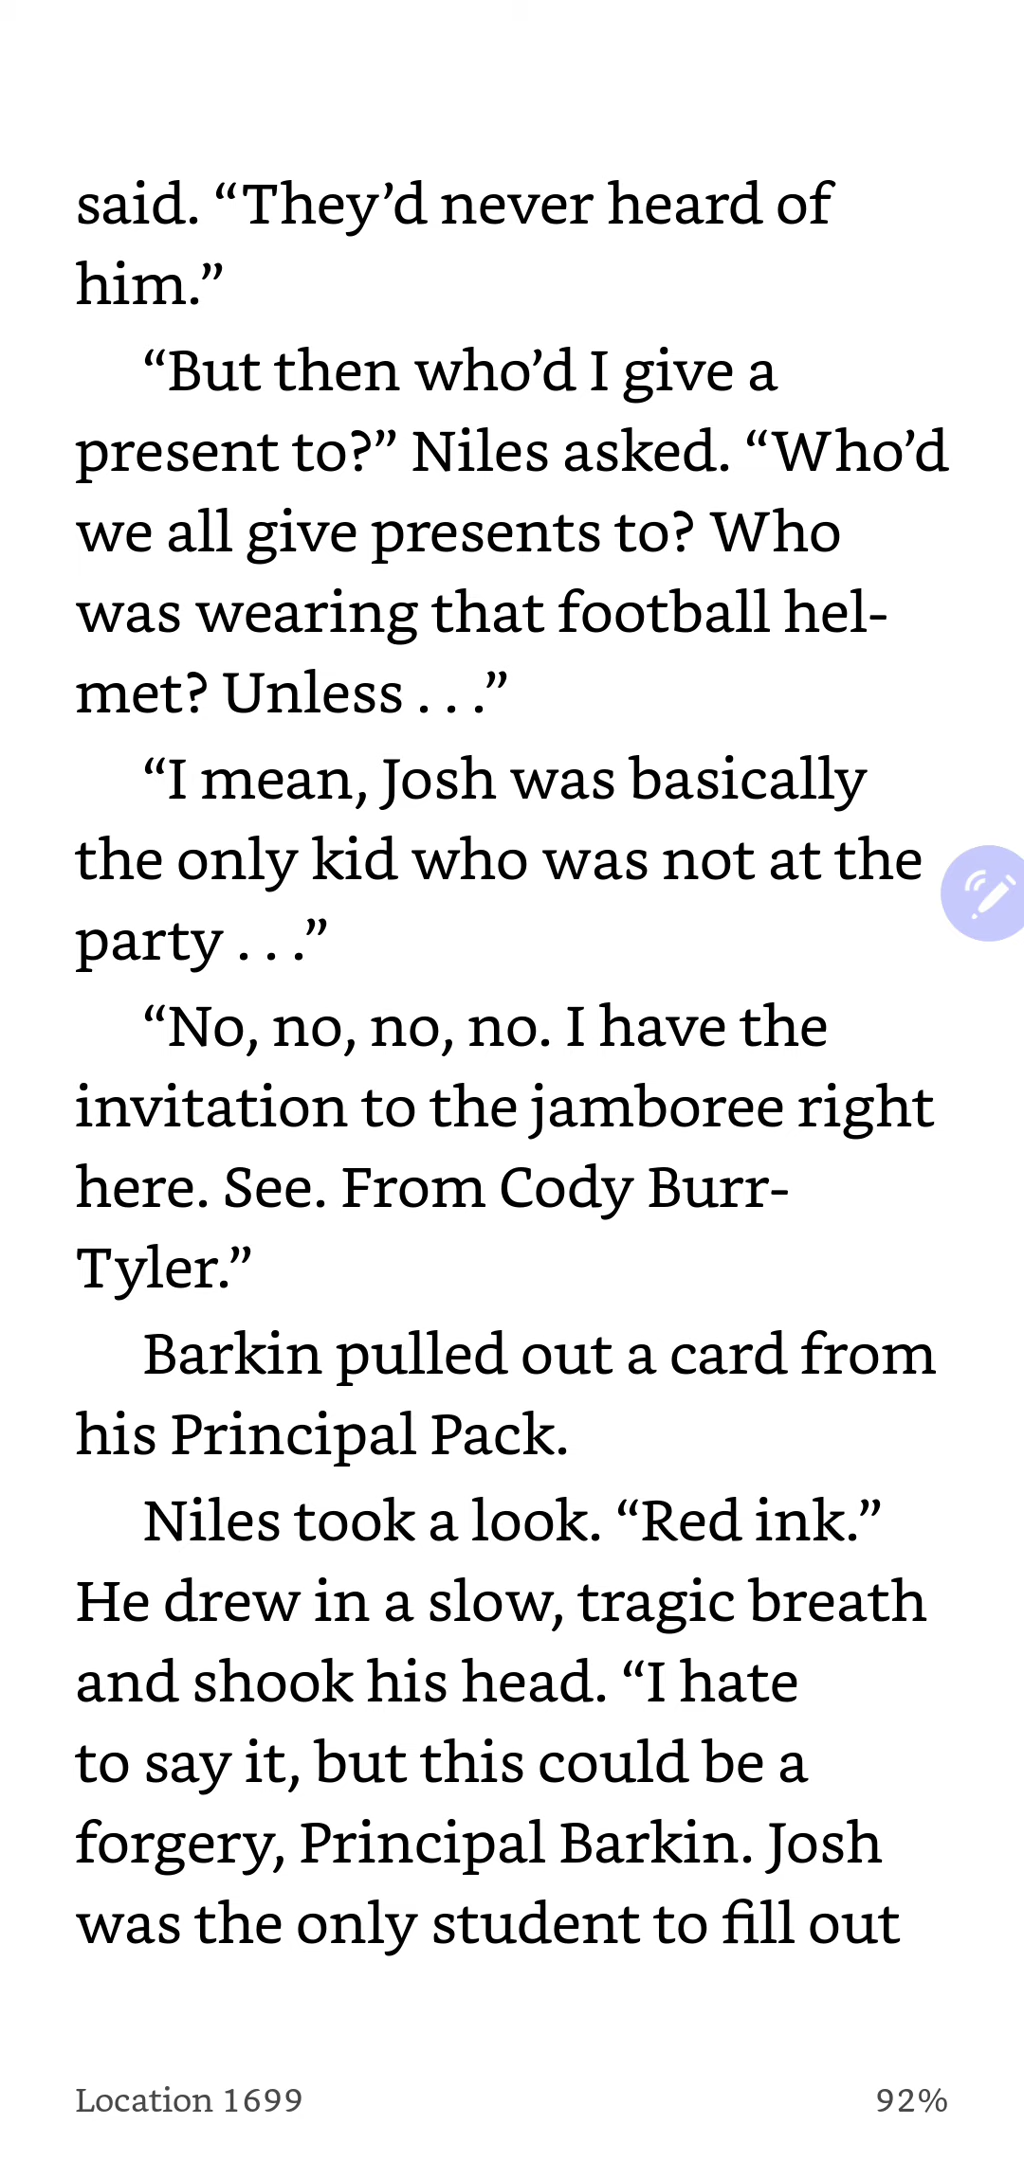 said. “They’d never heard of
him.”
“But then who’d I give a
present to?” Niles asked. “Who’d
we all give presents to? Who
was wearing that football hel-
met? Unless . . .”
“I mean, Josh was basically
the only kid who was not at the
party . . .”
“No, no, no, no. I have the
invitation to the jamboree right
here. See. From Cody Burr-
Tyler.”
Barkin pulled out a card from
his Principal Pack.
Niles took a look. “Red ink.”
He drew in a slow, tragic breath
and shook his head. “I hate
to say it, but this could be a
forgery, Principal Barkin. Josh
was the only student to fill out
Location 1699 92%